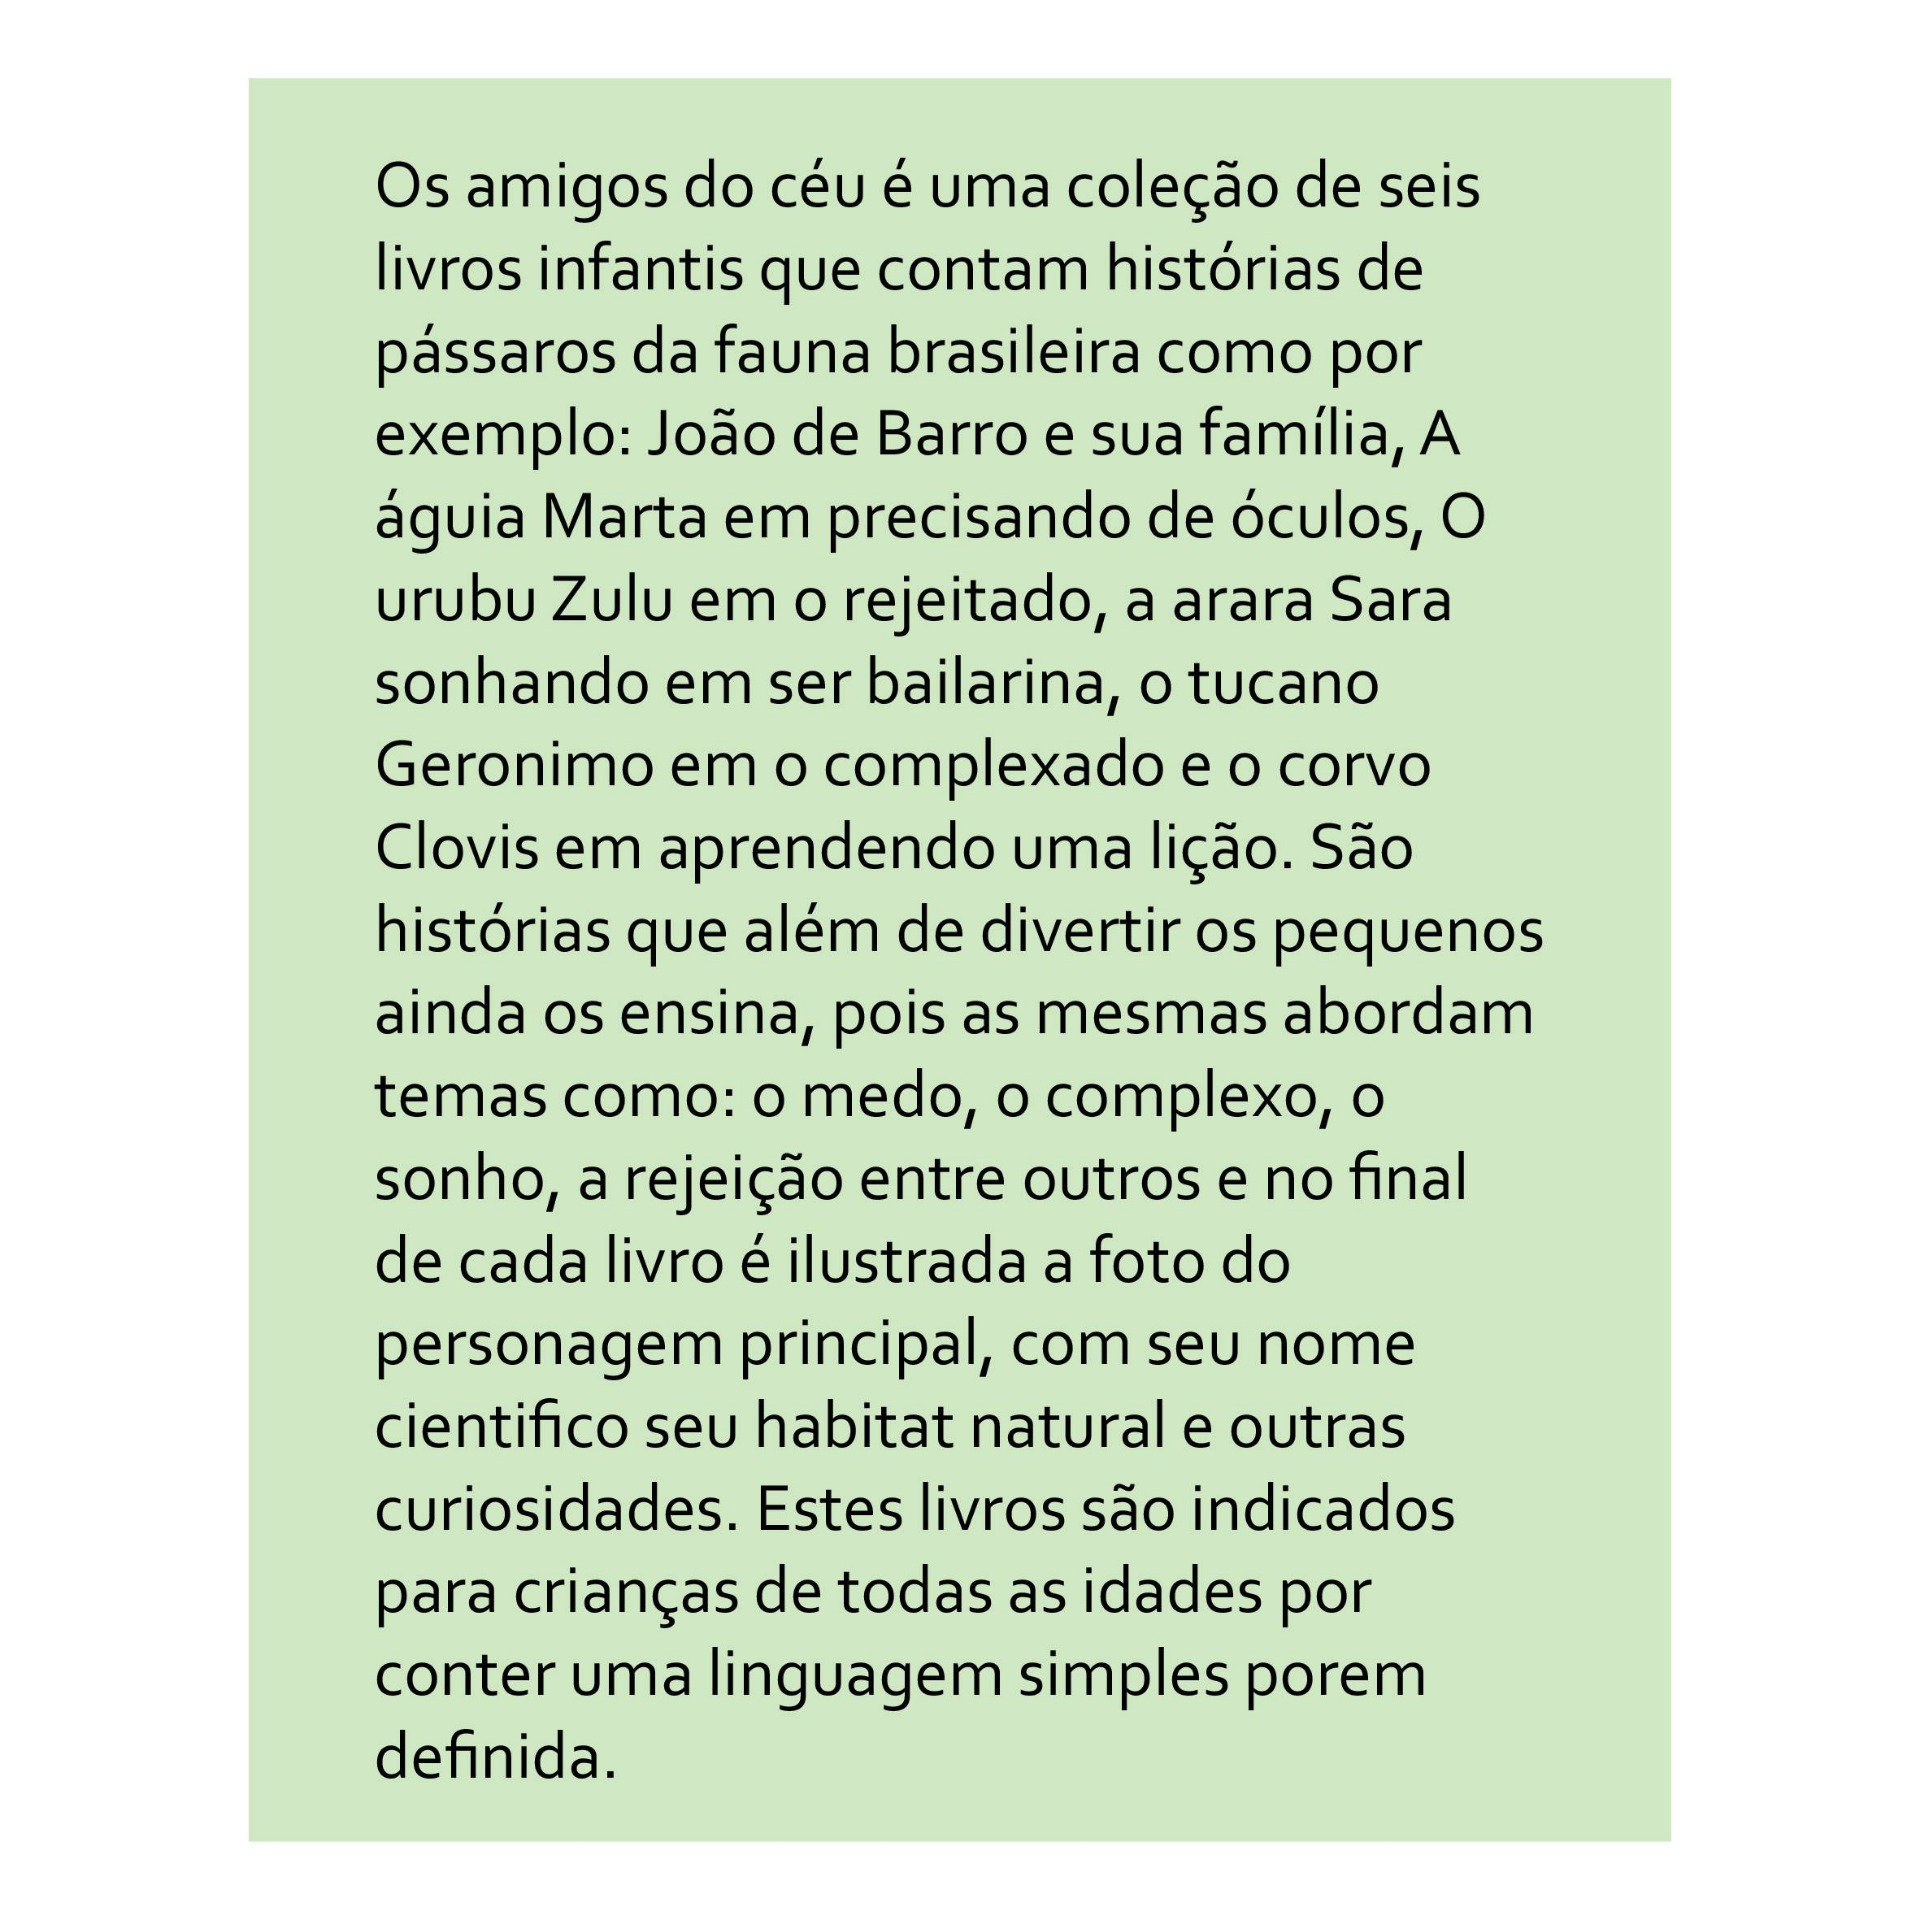 Os amigos do céu é uma coleção de seis
livros infantis que contam histórias de
pássaros da fauna brasileira como por
exemplo: João de Barro e sua família, A
águia Marta em precisando de óculos, O
urubu Zulu em o rejeitado, a arara Sara
sonhando em ser bailarina, o tucano
Geronimo em o complexado e o corvo
Clovis em aprendendo uma lição. São
histórias que além de divertir os pequenos
ainda os ensina, pois as mesmas abordam
temas como: o medo, o complexo, o
sonho, a rejeição entre outros e no final
de cada livro é ilustrada a foto do
personagem principal, com seu nome
cientifico seu habitat natural e outras
curiosidades. Estes livros são indicados
para crianças de todas as idades por
conter uma linguagem simples porem
definida.